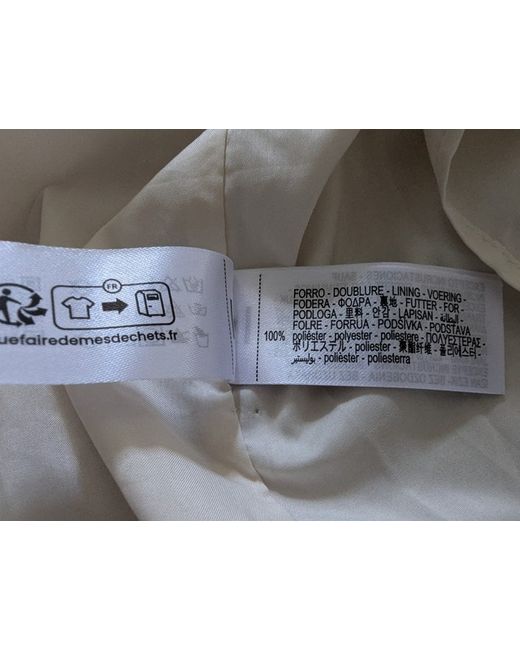 FR
uefairedemesdechets.fr
FORRO - DOUBLURE - LINING - VOERING -
FODERA - ΦΟΔΡΑ - 裏地 - FUTTER - FOR -
PODLOGA - 里料 - 안감 - LAPISAN - البطانة -
FOLRE - FORRUA - PODŠÍVKA - PODSTAVA
100% poliéster - polyester - poliestere - ΠΟΛΥΕΣΤΕΡΑΣ -
ポリエステル - poliester - 聚酯纤维 - 폴리에스터 -
بوليستير - poliéster - poliesterra